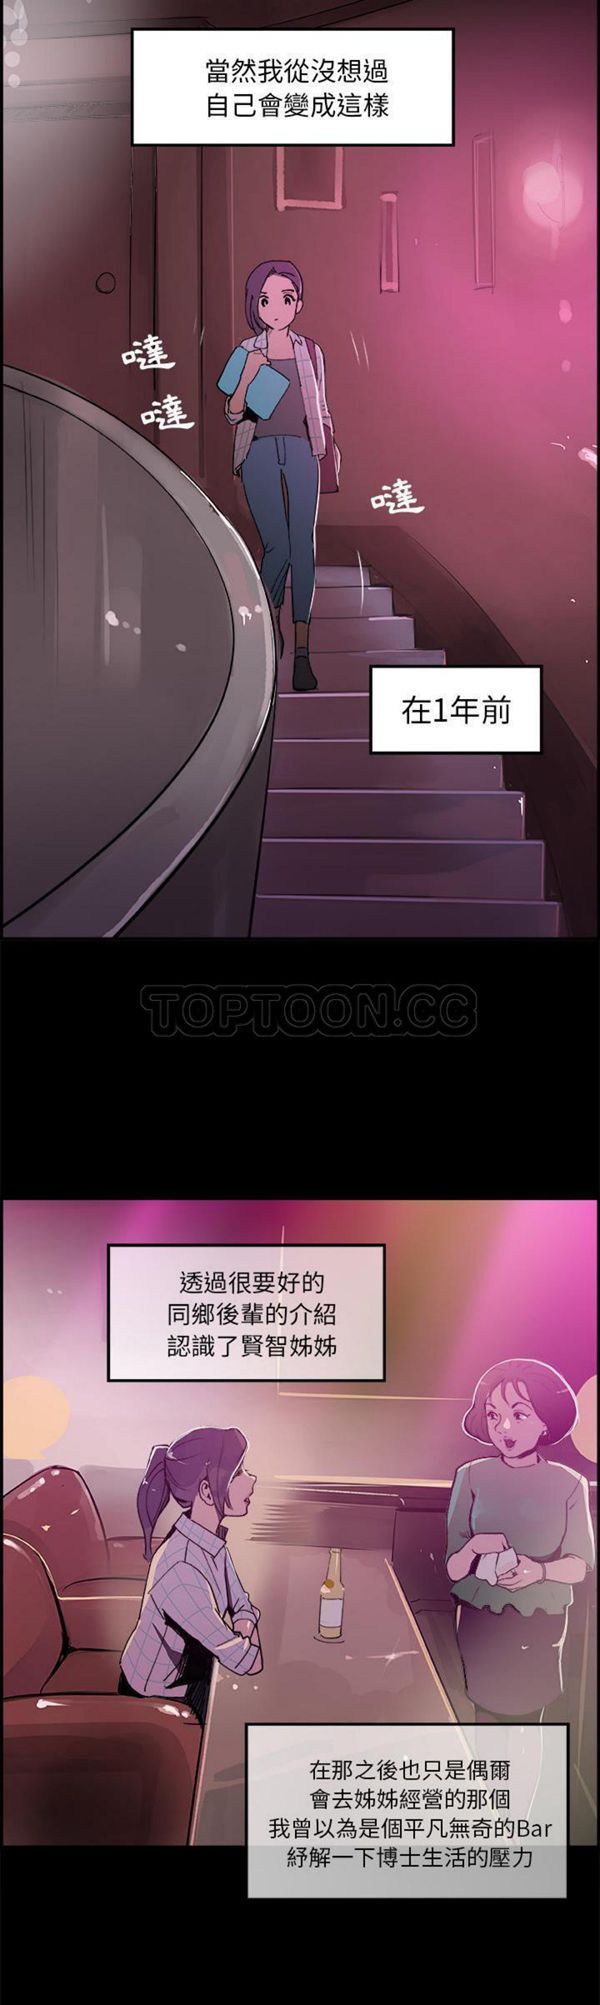 當然我從沒想過
自己會變成這樣
噠
噠
噠
在1年前
TOPTOON.CC
透過很要好的
同鄉後輩的介紹
認識了賢智姊姊
在那之後也只是偶爾
會去姊姊經營的那個
我曾以為是個平凡無奇的Bar
紓解一下博士生活的壓力